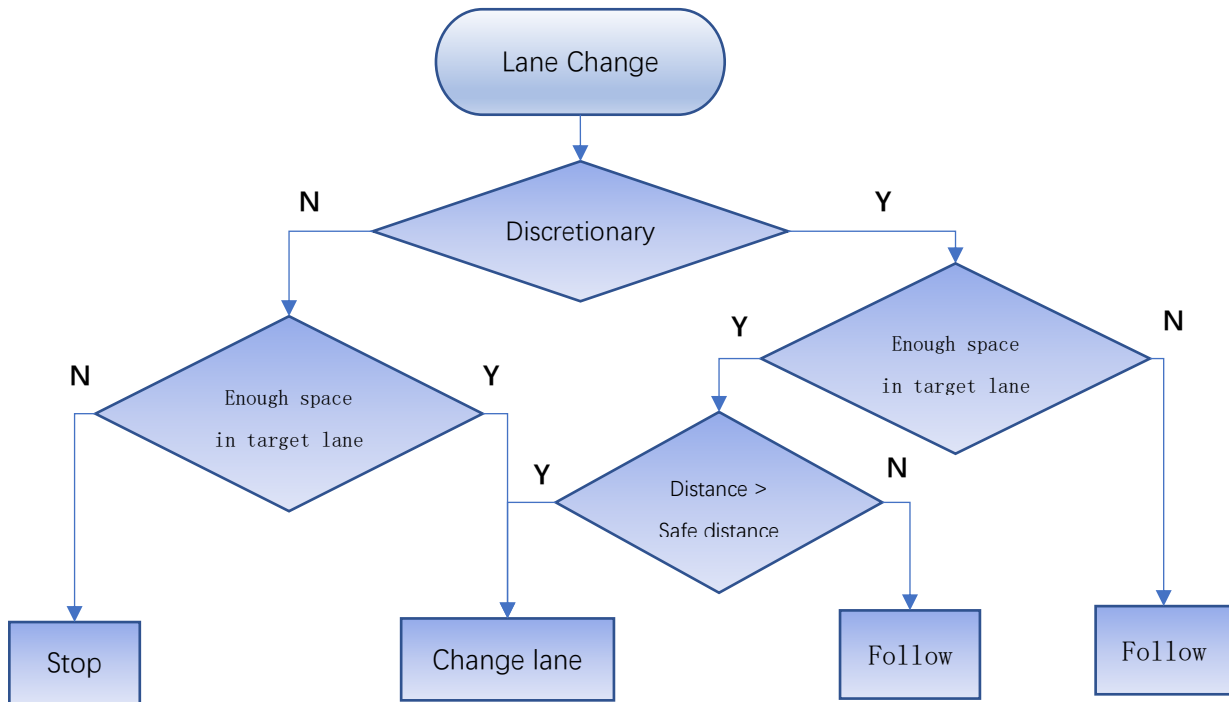 Lane Change
N
Y
Discretionary
Y
N
Enough space
in target lane
N
Y
Enough space
in target lane
Y
N
Distance >
Safe distance
Stop
Change lane
Follow
Follow